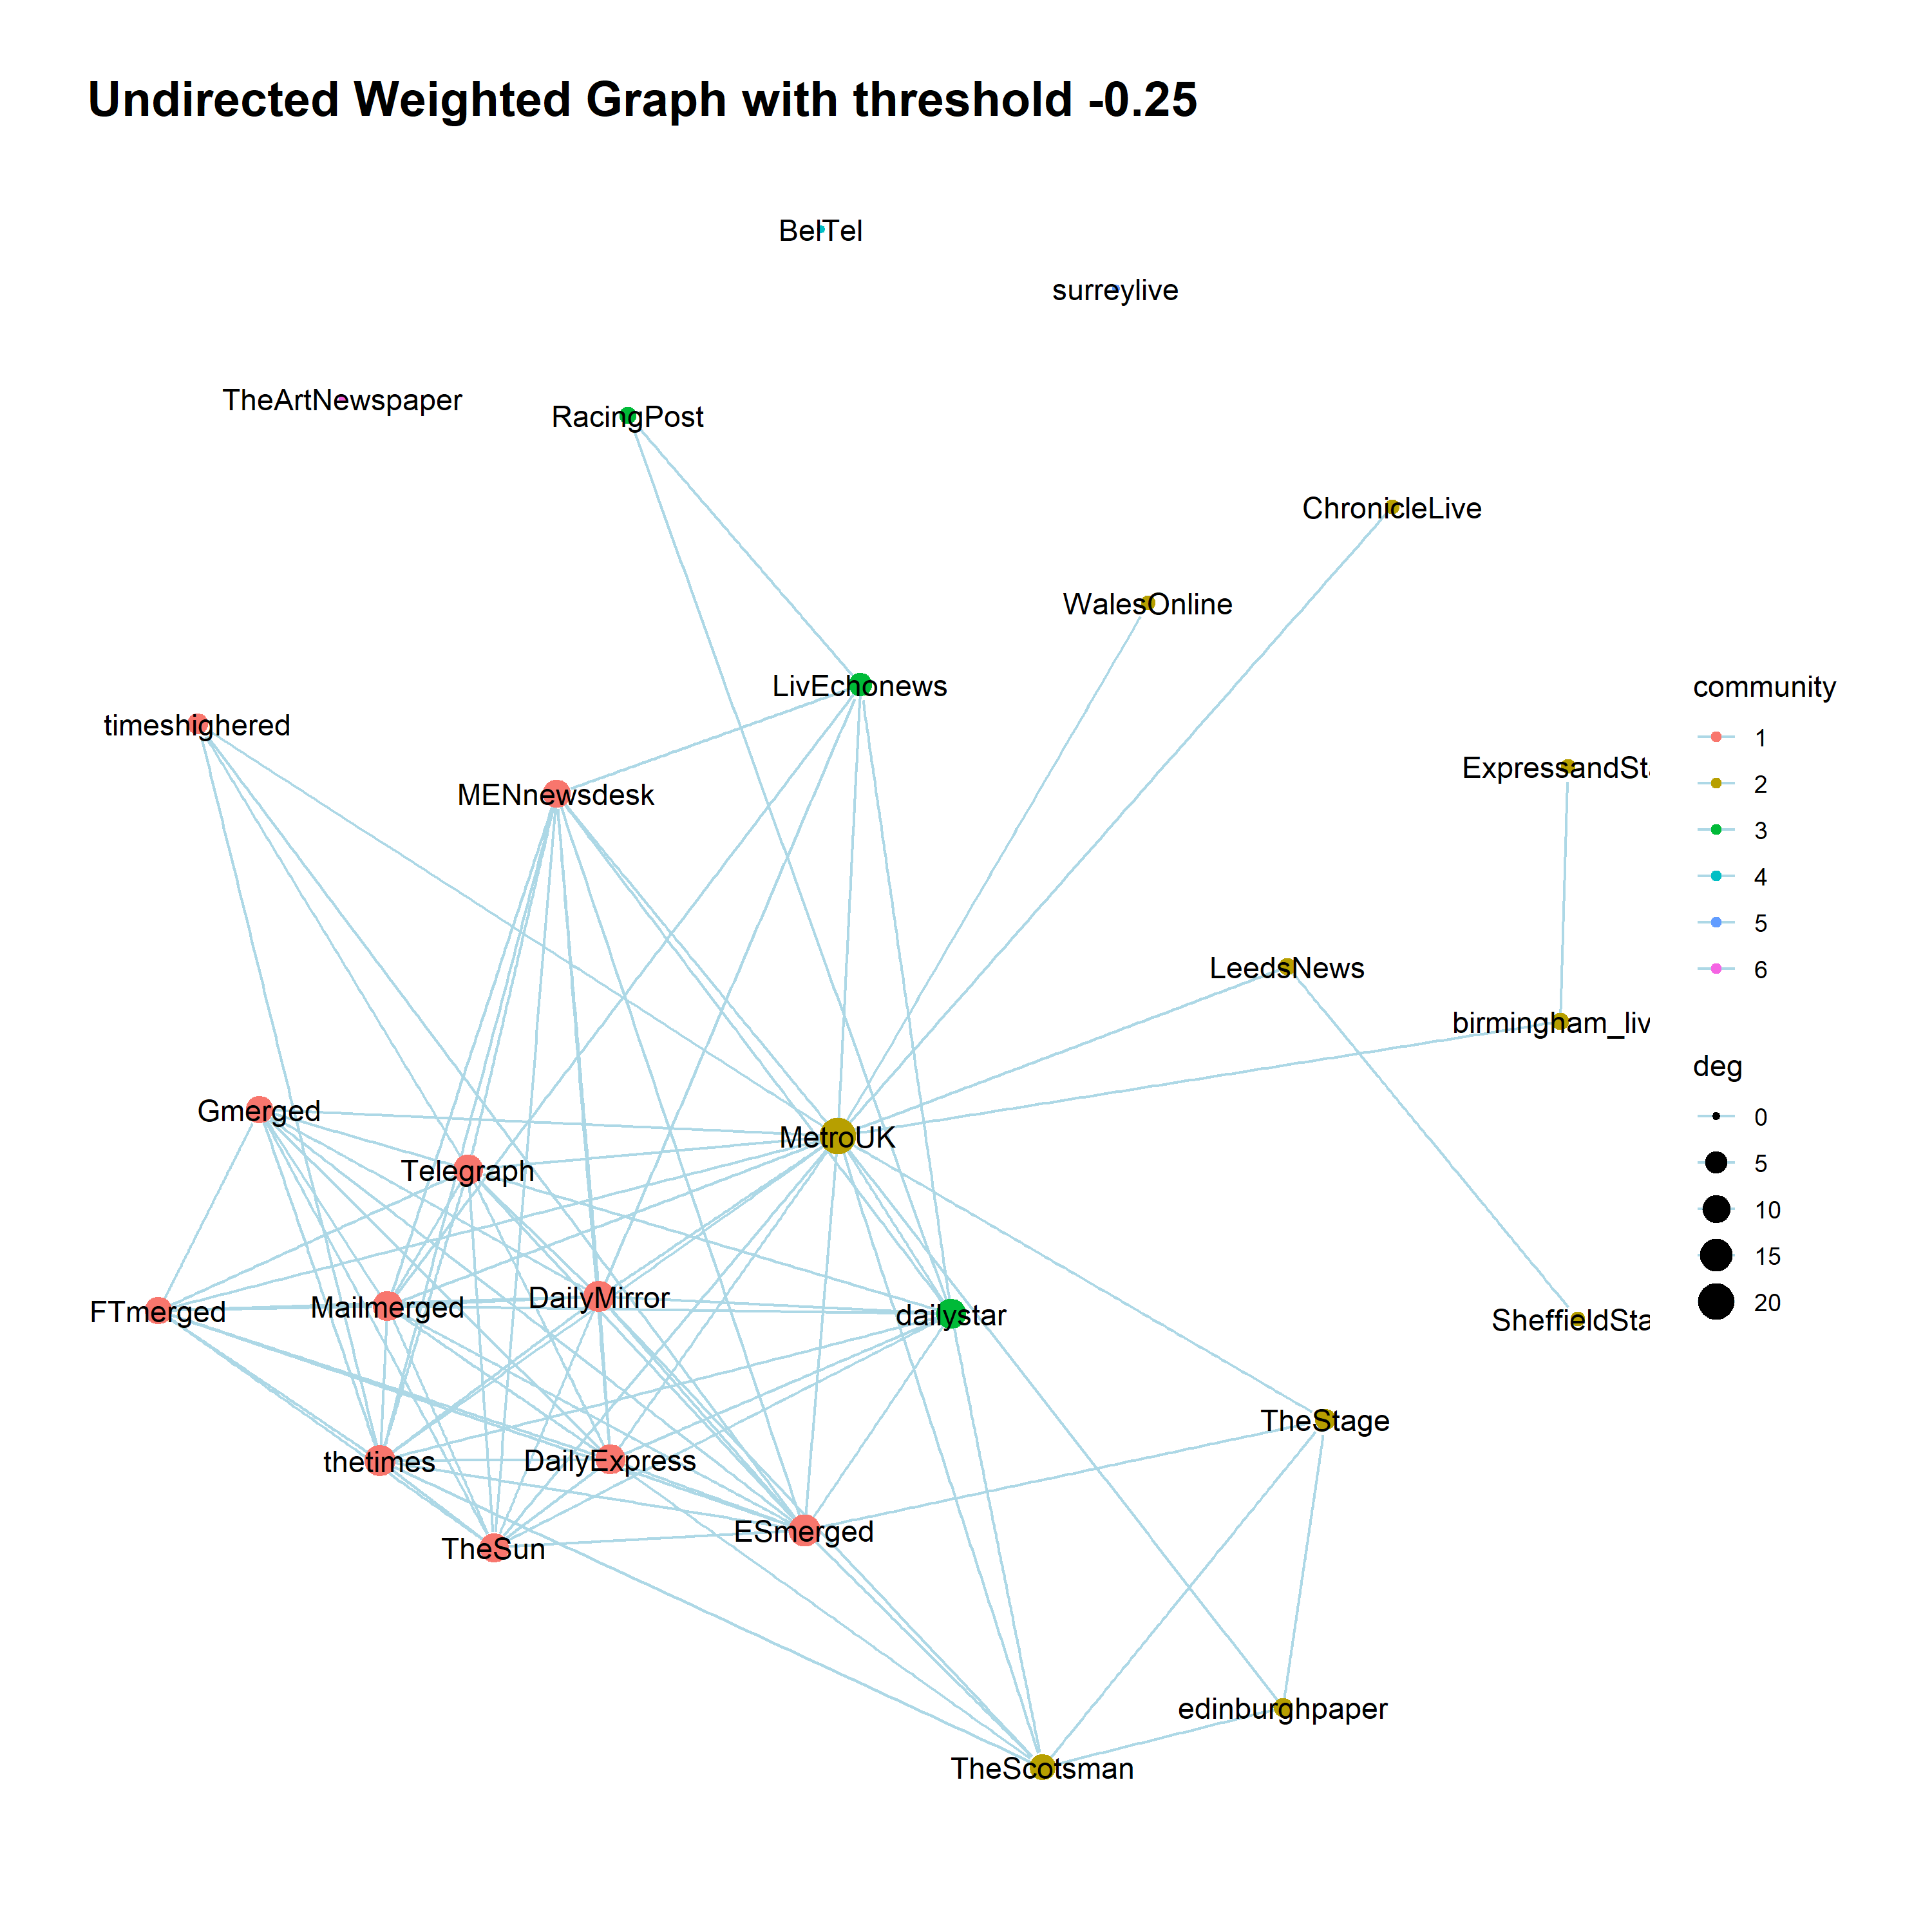 Undirected Weighted Graph with threshold -0.25
BelTel
surreylive
TheArtNewspaper
RacingPost
ChronicleLive
WalesOnline
LivEchonews
timeshighered
MENnewsdesk
ExpressandSta
LeedsNews
birmingham_liv
Gmerged
MetroUK
Telegraph
FTmerged
Mailmerged
DailyMirror
dailystar
SheffieldSta
TheStage
thetimes
DailyExpress
ESmerged
TheSun
edinburghpaper
TheScotsman
community
1
2
3
4
5
6
deg
0
5
10
15
20